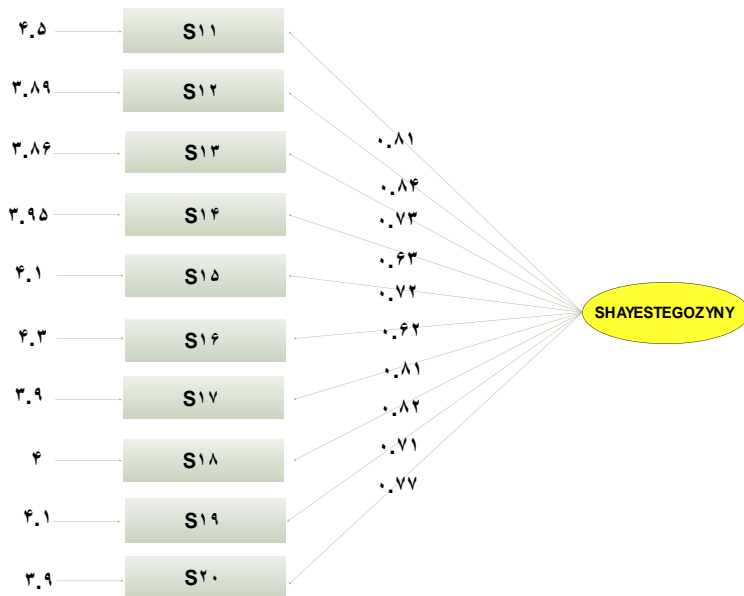 ۴.۵ S۱۱
۳.۸۹ S۱۲
۳.۸۶ S۱۳ ۰.۸۱
۰.۸۴
۳.۹۵ S۱۴ ۰.۷۳
۰.۶۳
۴.۱ S۱۵ ۰.۷۲
SHAYESTEGOZYNY
۴.۳ S۱۶ ۰.۶۲
۰.۸۱
۳.۹ S۱۷ ۰.۸۲
۴ S۱۸ ۰.۷۱
۰.۷۷
۴.۱ S۱۹
۳.۹ S۲۰